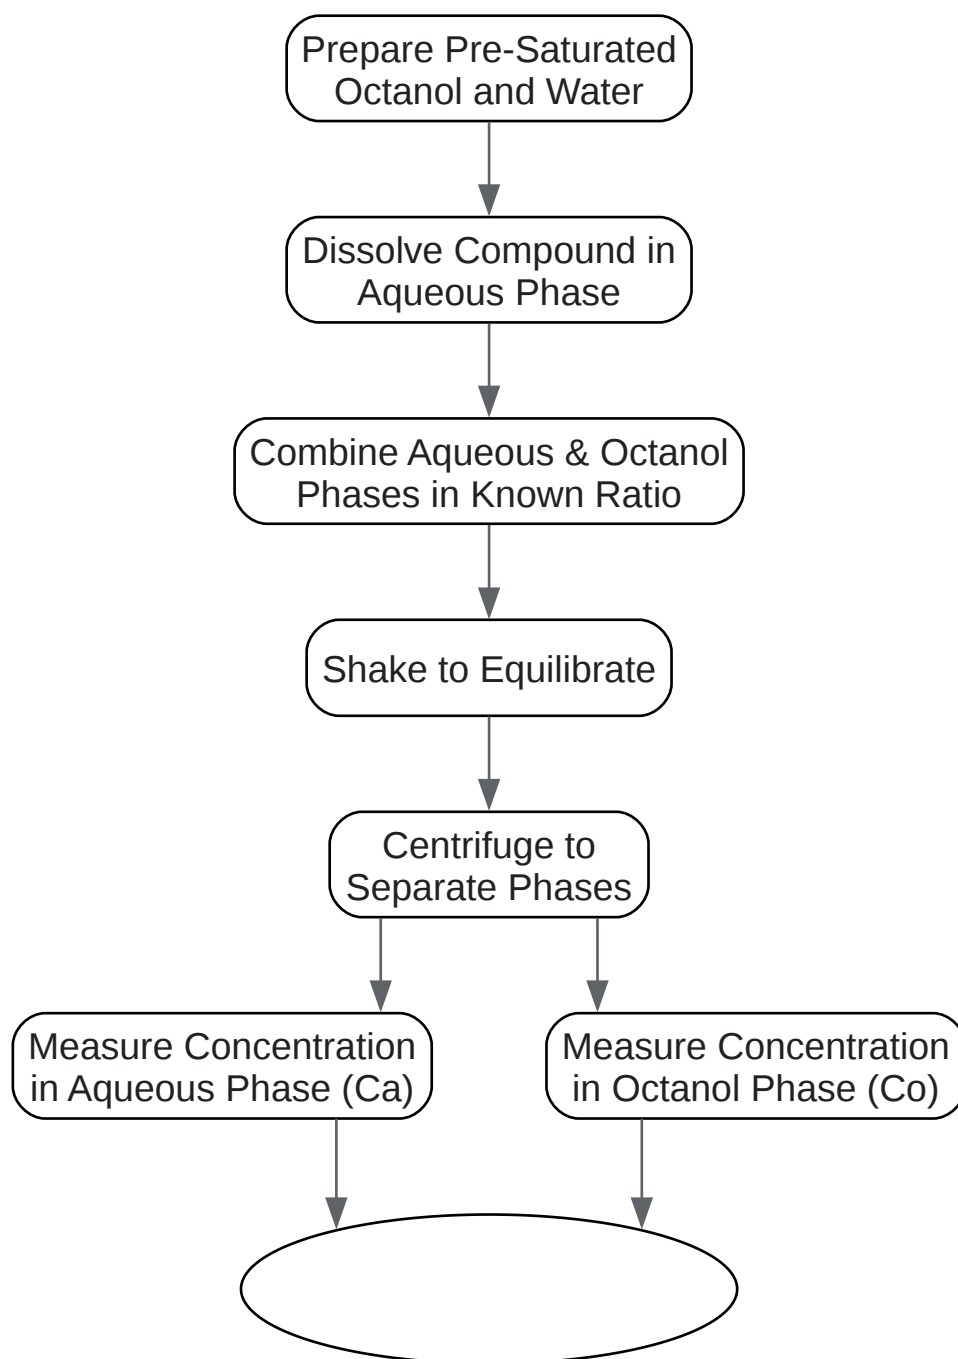 Prepare Pre-Saturated
Octanol and Water
Dissolve Compound in
Aqueous Phase
Combine Aqueous & Octanol
Phases in Known Ratio
Shake to Equilibrate
Centrifuge to
Separate Phases
Measure Concentration
in Aqueous Phase (Ca)
Measure Concentration
in Octanol Phase (Co)